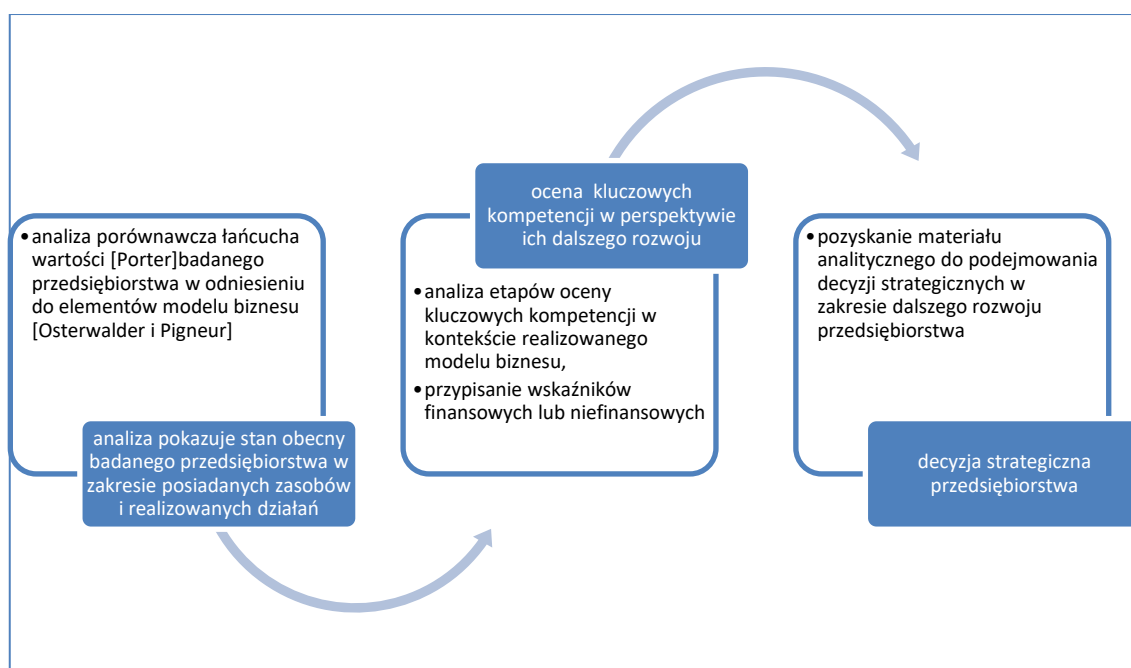 •analiza porównawcza łańcucha
wartości [Porter]badanego
przedsiębiorstwa w odniesieniu
do elementów modelu biznesu
[Osterwalder i Pigneur]
analiza pokazuje stan obecny
badanego przedsiębiorstwa w
zakresie posiadanych zasobów
i realizowanych działań
ocena kluczowych
kompetencji w perspektywie
ich dalszego rozwoju
•analiza etapów oceny
kluczowych kompetencji w
kontekście realizowanego
modelu biznesu,
•przypisanie wskaźników
finansowych lub niefinansowych
•pozyskanie materiału
analitycznego do podejmowania
decyzji strategicznych w
zakresie dalszego rozwoju
przedsiębiorstwa
decyzja strategiczna
przedsiębiorstwa